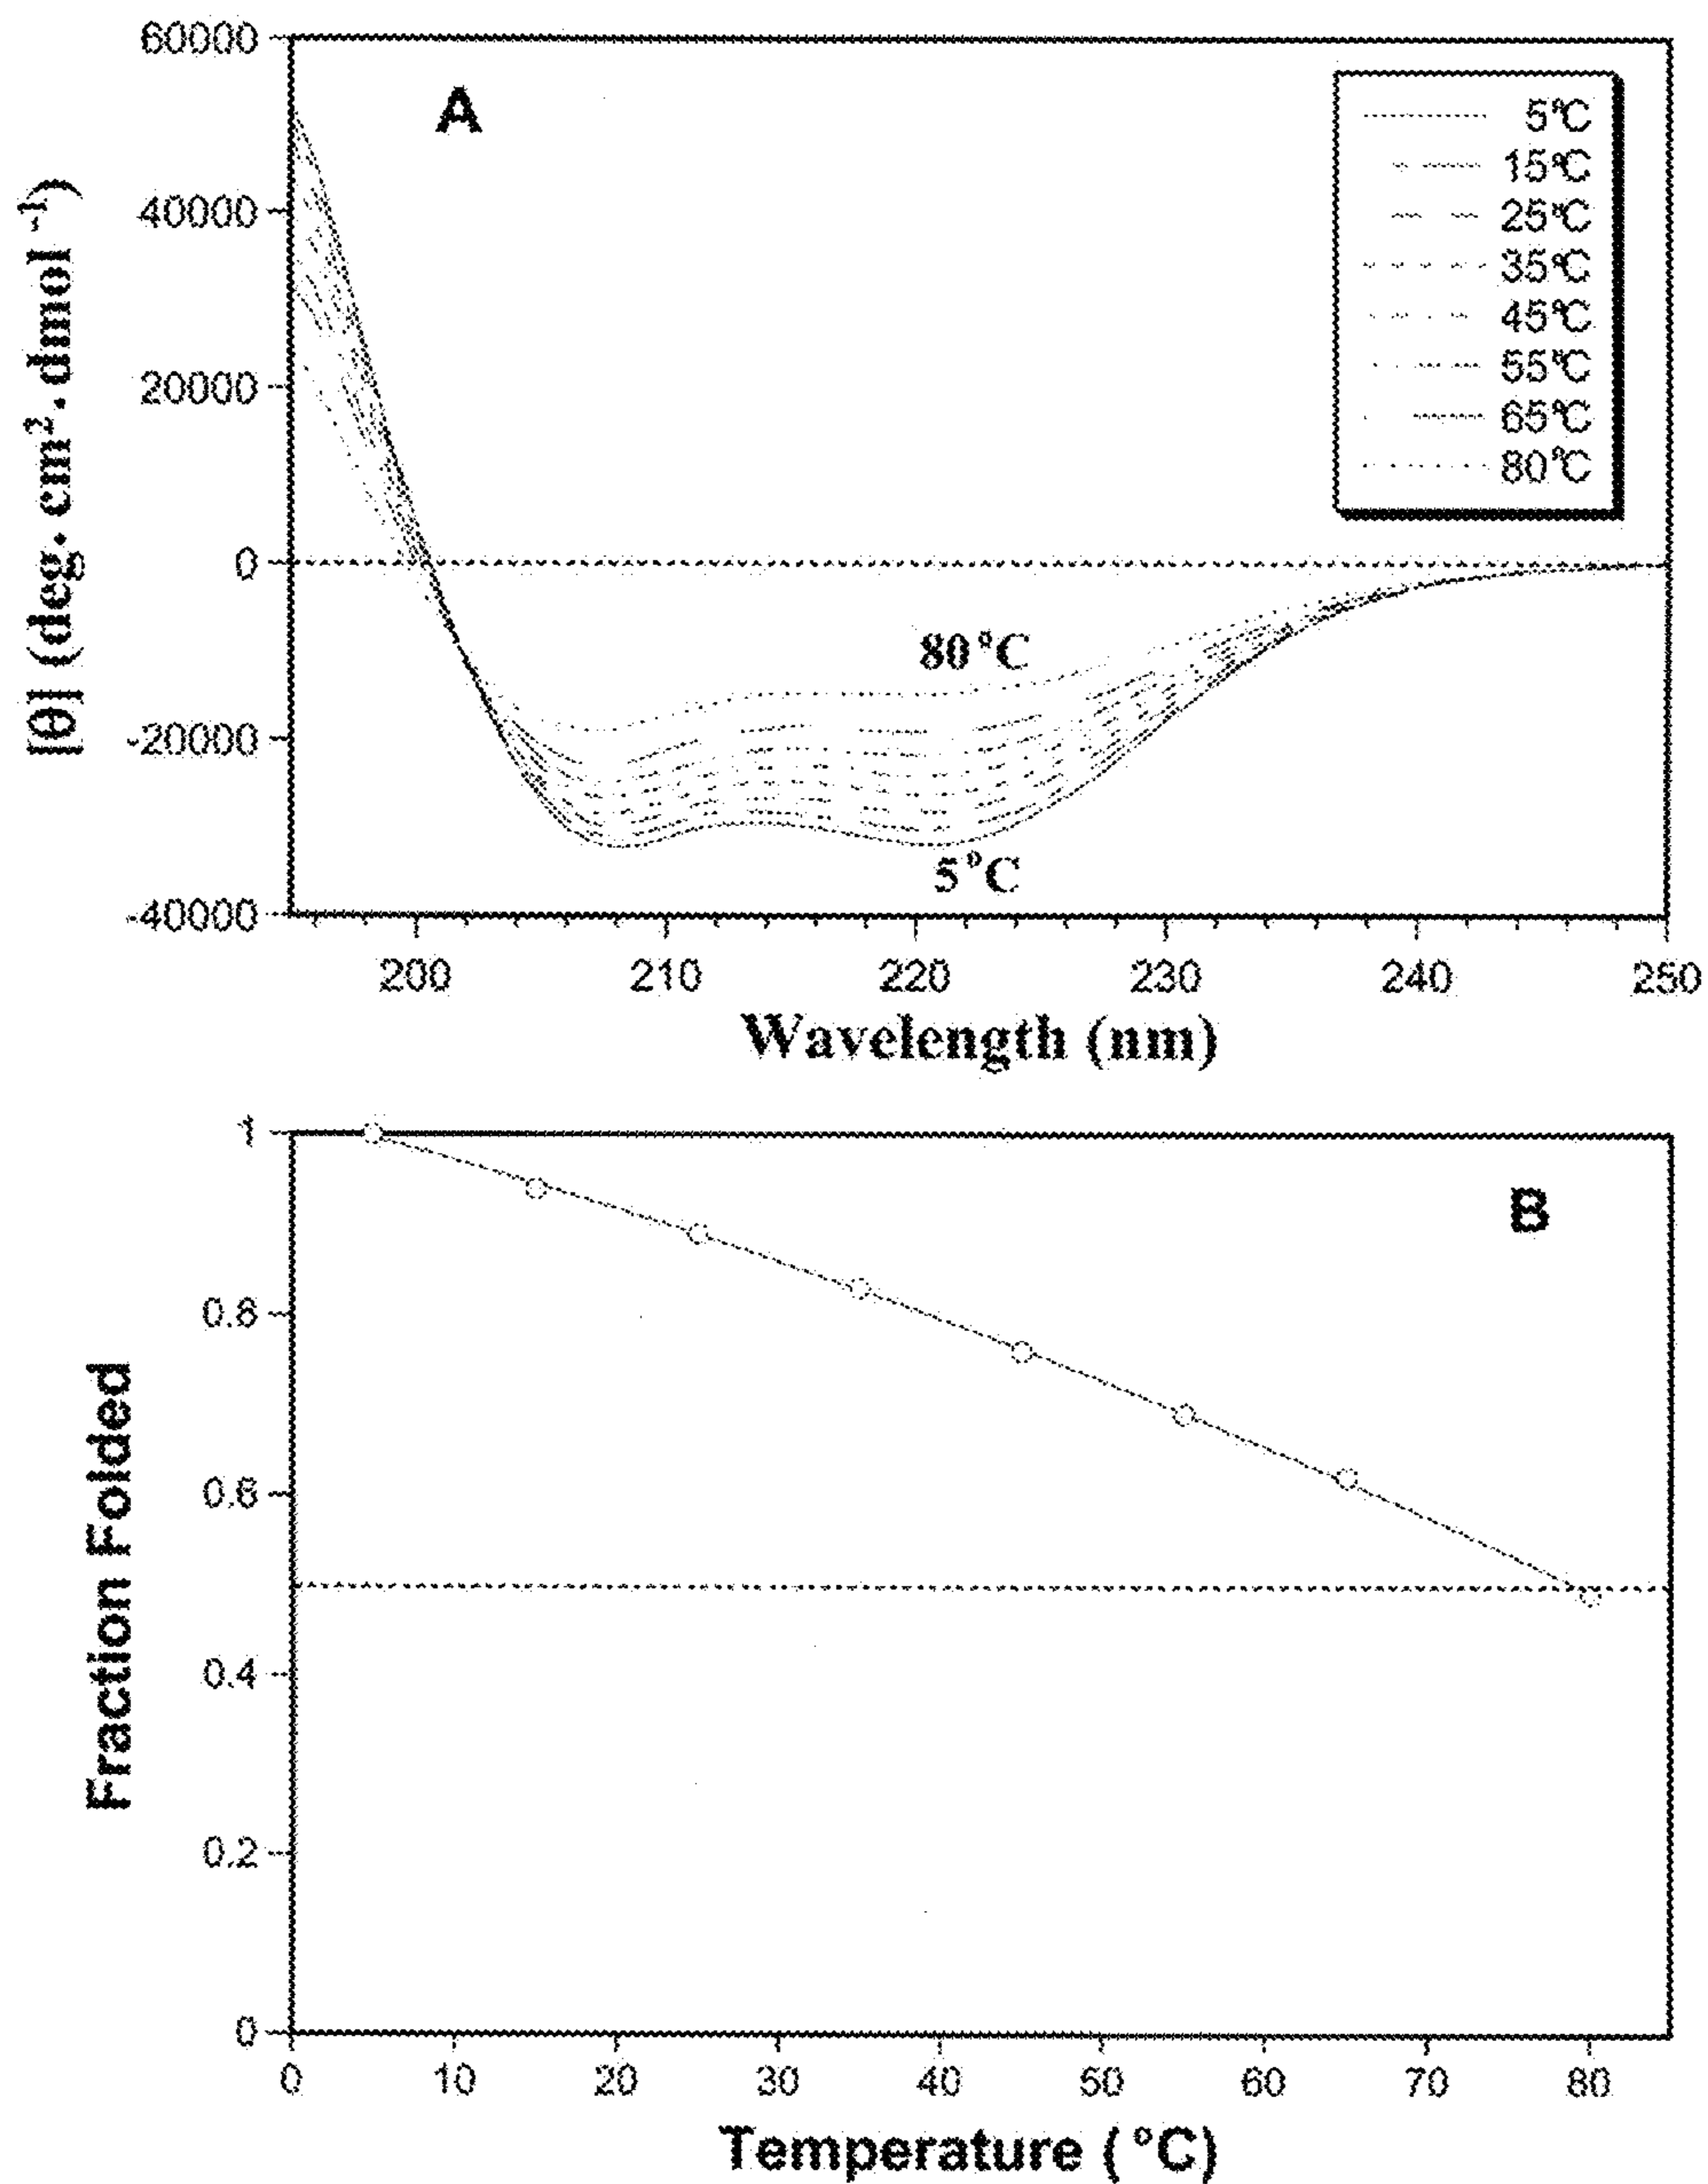 60000
40000
20000
0
-20000
-40000
[θ] (deg. cm². dmol⁻¹)
A
5°C
15°C
25°C
35°C
45°C
55°C
65°C
80°C
80°C
5°C
200
210
220
230
240
250
Wavelength (nm)
1
0.8
0.6
0.4
0.2
0
Fraction Folded
B
0
10
20
30
40
50
60
70
80
Temperature (°C)